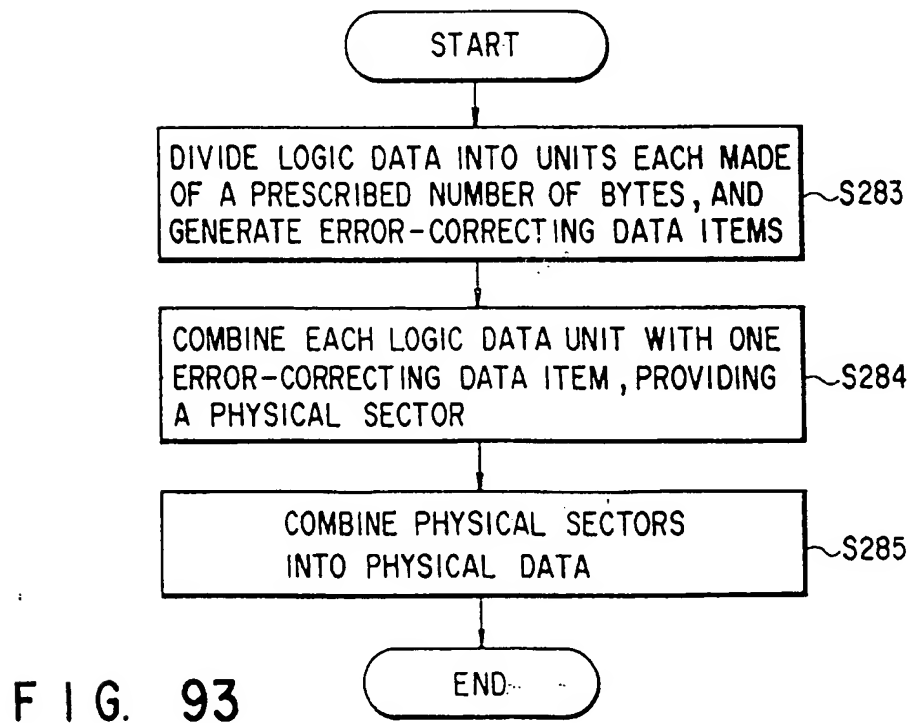 START
DIVIDE LOGIC DATA INTO UNITS EACH MADE
OF A PRESCRIBED NUMBER OF BYTES, AND
GENERATE ERROR-CORRECTING DATA ITEMS
S283
COMBINE EACH LOGIC DATA UNIT WITH ONE
ERROR-CORRECTING DATA ITEM, PROVIDING
A PHYSICAL SECTOR
S284
COMBINE PHYSICAL SECTORS
INTO PHYSICAL DATA
S285
END
FIG. 93